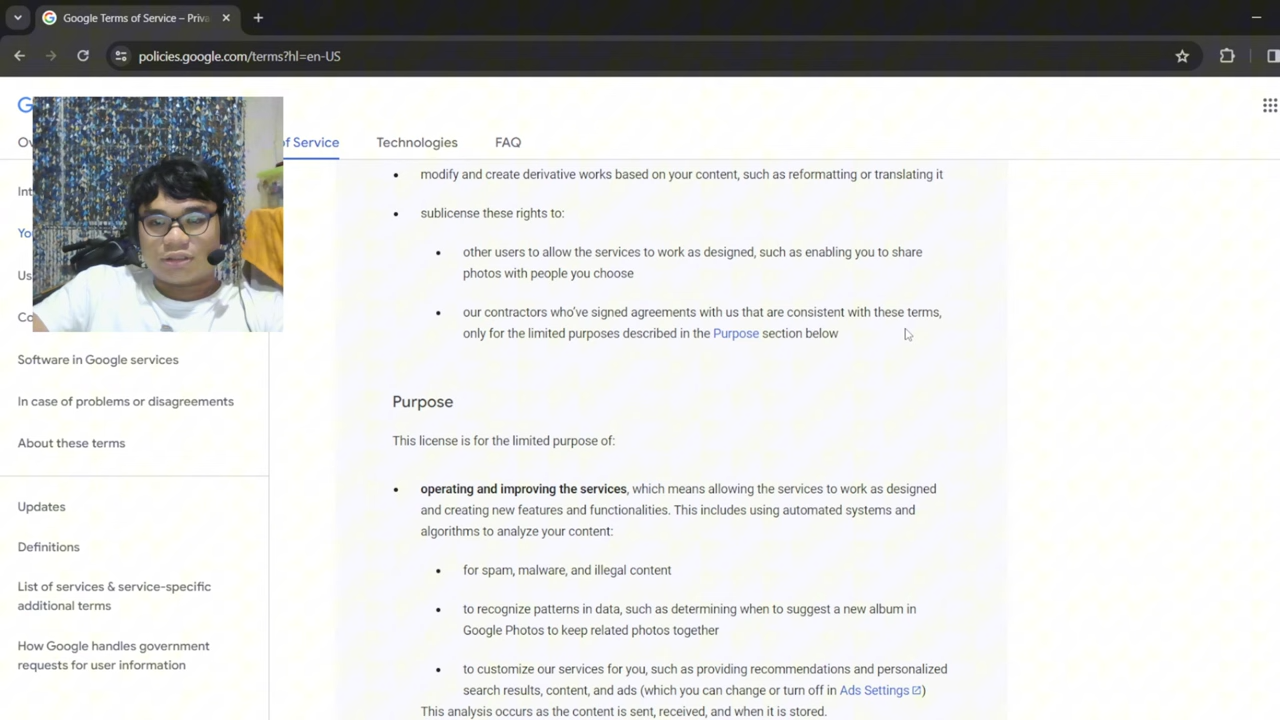 Google Terms of Service – Priva
policies.google.com/terms?hl=en-US
G
of Service
Technologies
FAQ
modify and create derivative works based on your content, such as reformatting or translating it
sublicense these rights to:
other users to allow the services to work as designed, such as enabling you to share
photos with people you choose
our contractors who've signed agreements with us that are consistent with these terms,
only for the limited purposes described in the Purpose section below
Purpose
This license is for the limited purpose of:
operating and improving the services, which means allowing the services to work as designed
and creating new features and functionalities. This includes using automated systems and
algorithms to analyze your content:
for spam, malware, and illegal content
to recognize patterns in data, such as determining when to suggest a new album in
Google Photos to keep related photos together
to customize our services for you, such as providing recommendations and personalized
search results, content, and ads (which you can change or turn off in Ads Settings)
This analysis occurs as the content is sent, received, and when it is stored.
Ov
Int
Yo
Us
Co
Software in Google services
In case of problems or disagreements
About these terms
Updates
Definitions
List of services & service-specific
additional terms
How Google handles government
requests for user information